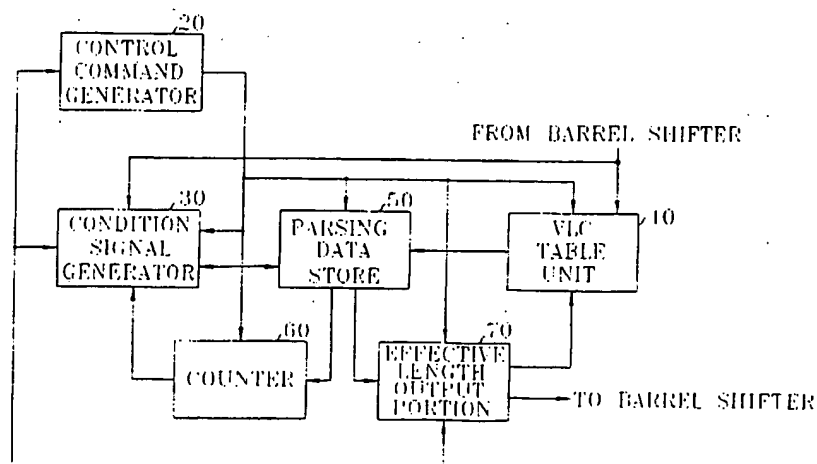 20
CONTROL
COMMAND
GENERATOR
FROM BARREL SHIFTER
30
CONDITION
SIGNAL
GENERATOR
50
PARSING
DATA
STORE
40
VLC
TABLE
UNIT
60
COUNTER
70
EFFECTIVE
LENGTH
OUTPUT
PORTION
TO BARREL SHIFTER